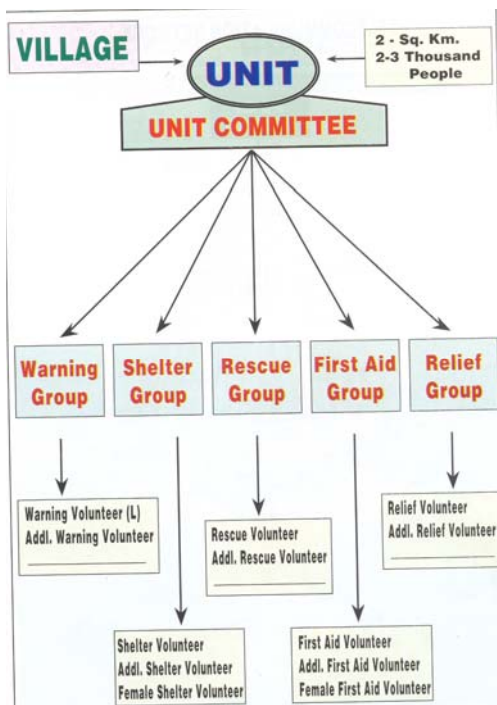 VILLAGE
UNIT
2 - Sq. Km.
2-3 Thousand
People
UNIT COMMITTEE
Warning
Group
Shelter
Group
Rescue
Group
First Aid
Group
Relief
Group
Warning Volunteer (L)
Addl. Warning Volunteer
Rescue Volunteer
Addl. Rescue Volunteer
Relief Volunteer
Addl. Relief Volunteer
Shelter Volunteer
Addl. Shelter Volunteer
Female Shelter Volunteer
First Aid Volunteer
Addl. First Aid Volunteer
Female First Aid Volunteer